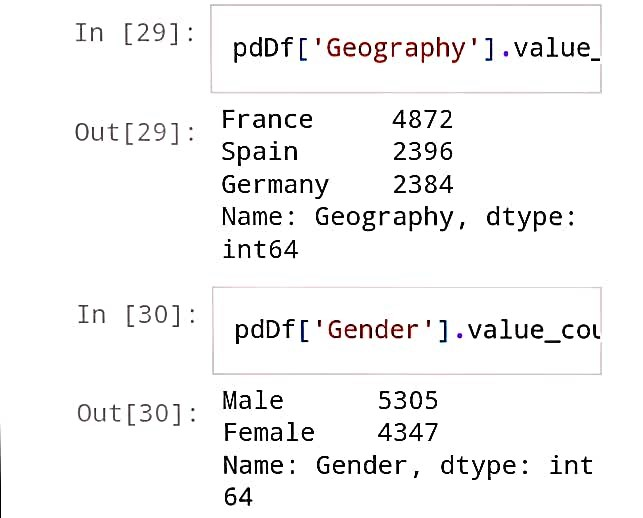 In [29]:
pdDf['Geography'].value_
Out[29]:
France 4872
Spain 2396
Germany 2384
Name: Geography, dtype:
int64
In [30]:
pdDf['Gender'].value_cou
Out[30]:
Male 5305
Female 4347
Name: Gender, dtype: int
64